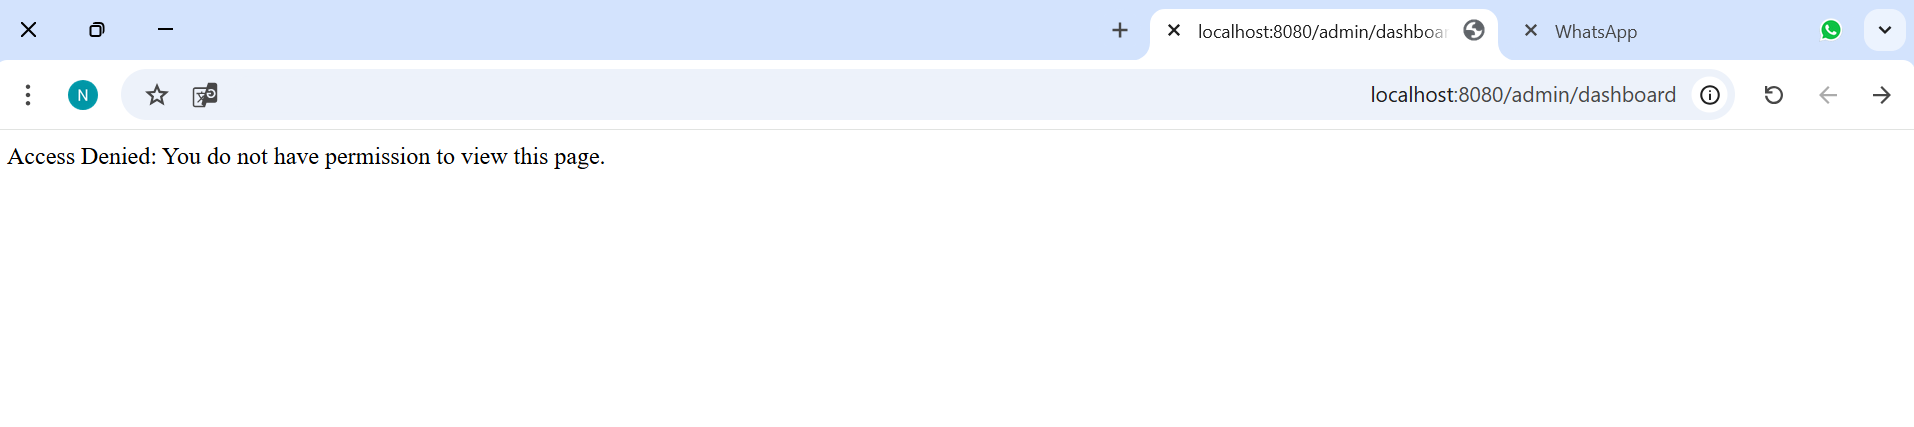 localhost:8080/admin/dashboar
WhatsApp
N
localhost:8080/admin/dashboard
Access Denied: You do not have permission to view this page.